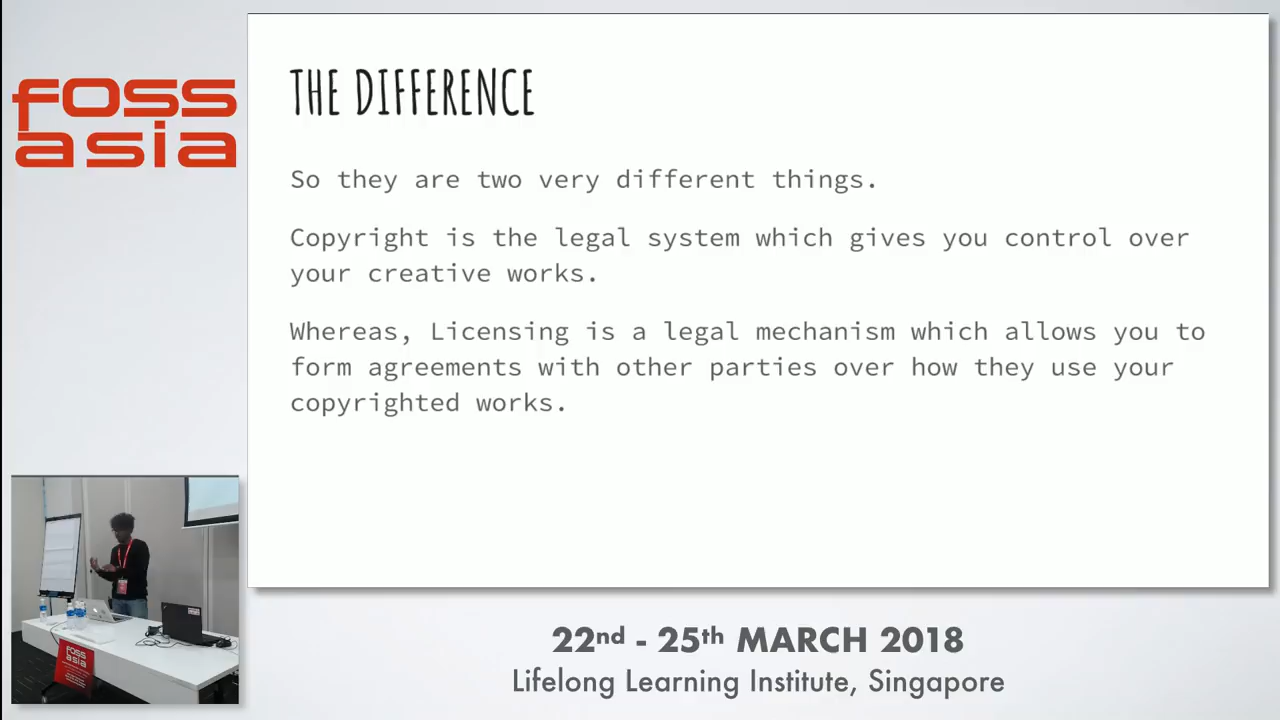 foss
asia
THE DIFFERENCE
So they are two very different things.
Copyright is the legal system which gives you control over
your creative works.
Whereas, Licensing is a legal mechanism which allows you to
form agreements with other parties over how they use your
copyrighted works.
foss
asia
22nd - 25th MARCH 2018
Lifelong Learning Institute, Singapore